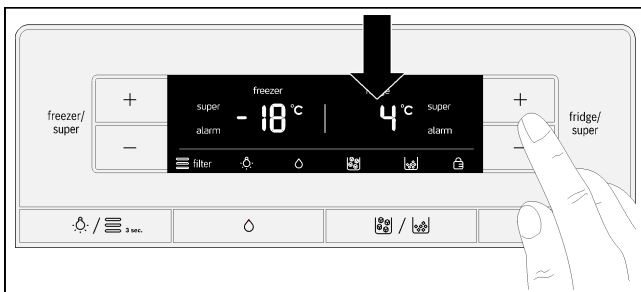 freezer/
super
+
−
freezer
super
alarm
- 18 °C
4 °C
super
alarm
filter
+
−
fridge/
super
/ 3 sec.
/